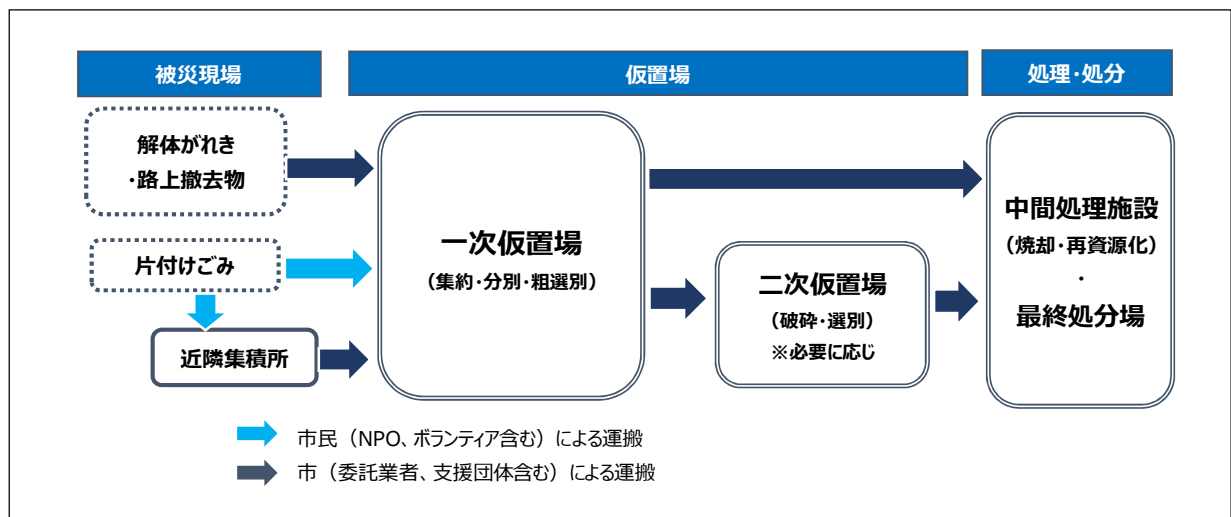 被災現場
仮置場
処理・処分
解体がれき
・路上撤去物
片付けごみ
近隣集積所
一次仮置場
(集約・分別・粗選別)
二次仮置場
(破砕・選別)
※必要に応じ
中間処理施設
(焼却・再資源化)
・
最終処分場
市民（NPO、ボランティア含む）による運搬
市（委託業者、支援団体含む）による運搬